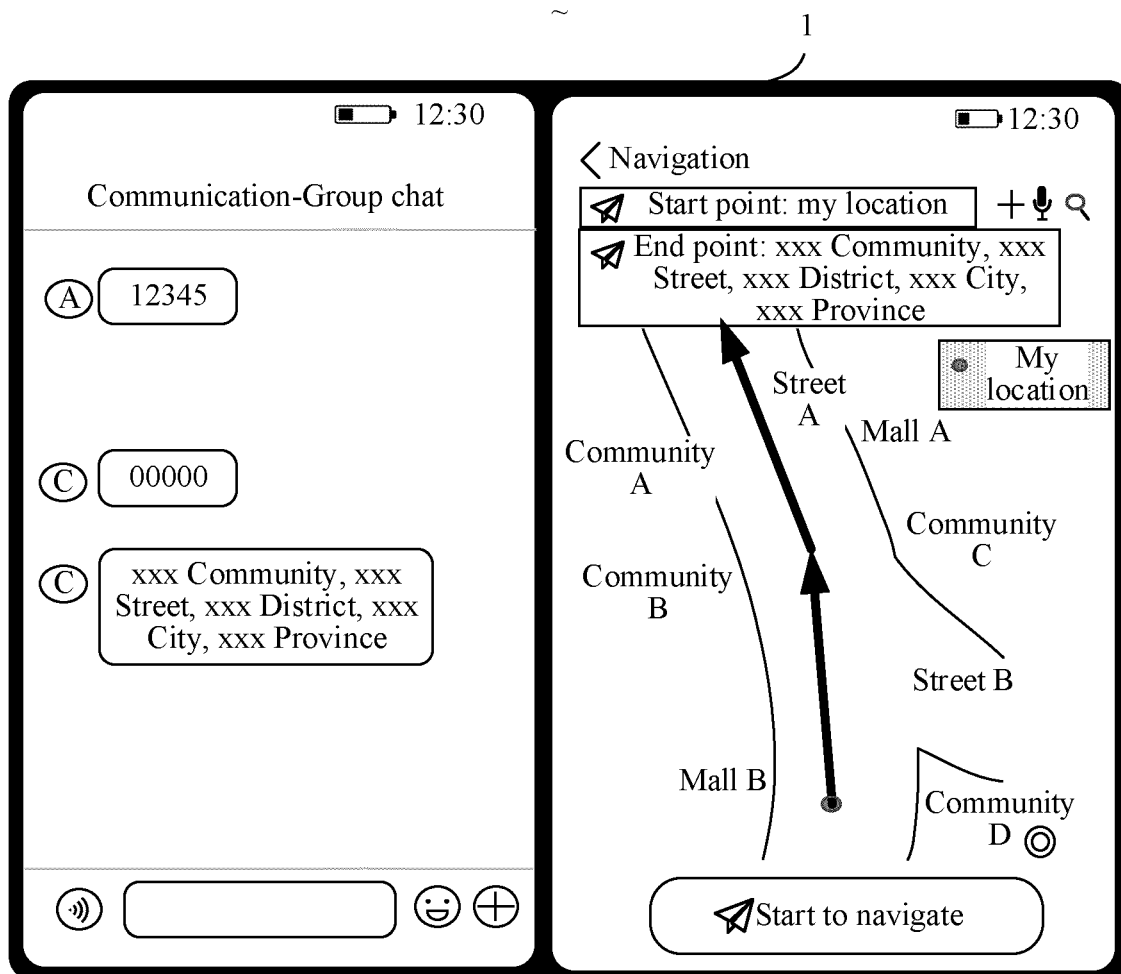 ~
1
12:30
Communication-Group chat
A
12345
C
00000
C
xxx Community, xxx
Street, xxx District, xxx
City, xxx Province
12:30
Navigation
Start point: my location
End point: xxx Community, xxx
Street, xxx District, xxx City,
xxx Province
My
location
Street
A
Mall A
Community
A
Community
C
Community
B
Street B
Mall B
Community
D
Start to navigate